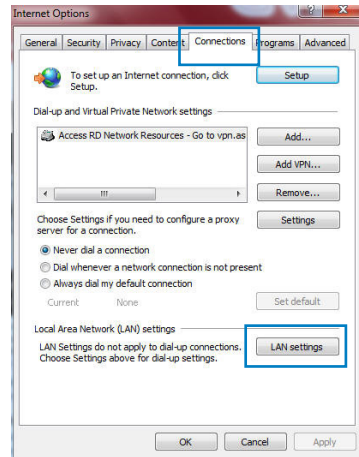 Internet Options
General Security Privacy Content Connections Programs Advanced
To set up an Internet connection, click
Setup.
Setup
Dial-up and Virtual Private Network settings
Access RD Network Resources - Go to vpn.as
Add...
Add VPN...
Remove...
Choose Settings if you need to configure a proxy
server for a connection.
Settings
Never dial a connection
Dial whenever a network connection is not present
Always dial my default connection
Current None
Set default
Local Area Network (LAN) settings
LAN Settings do not apply to dial-up connections.
Choose Settings above for dial-up settings.
LAN settings
OK Cancel Apply